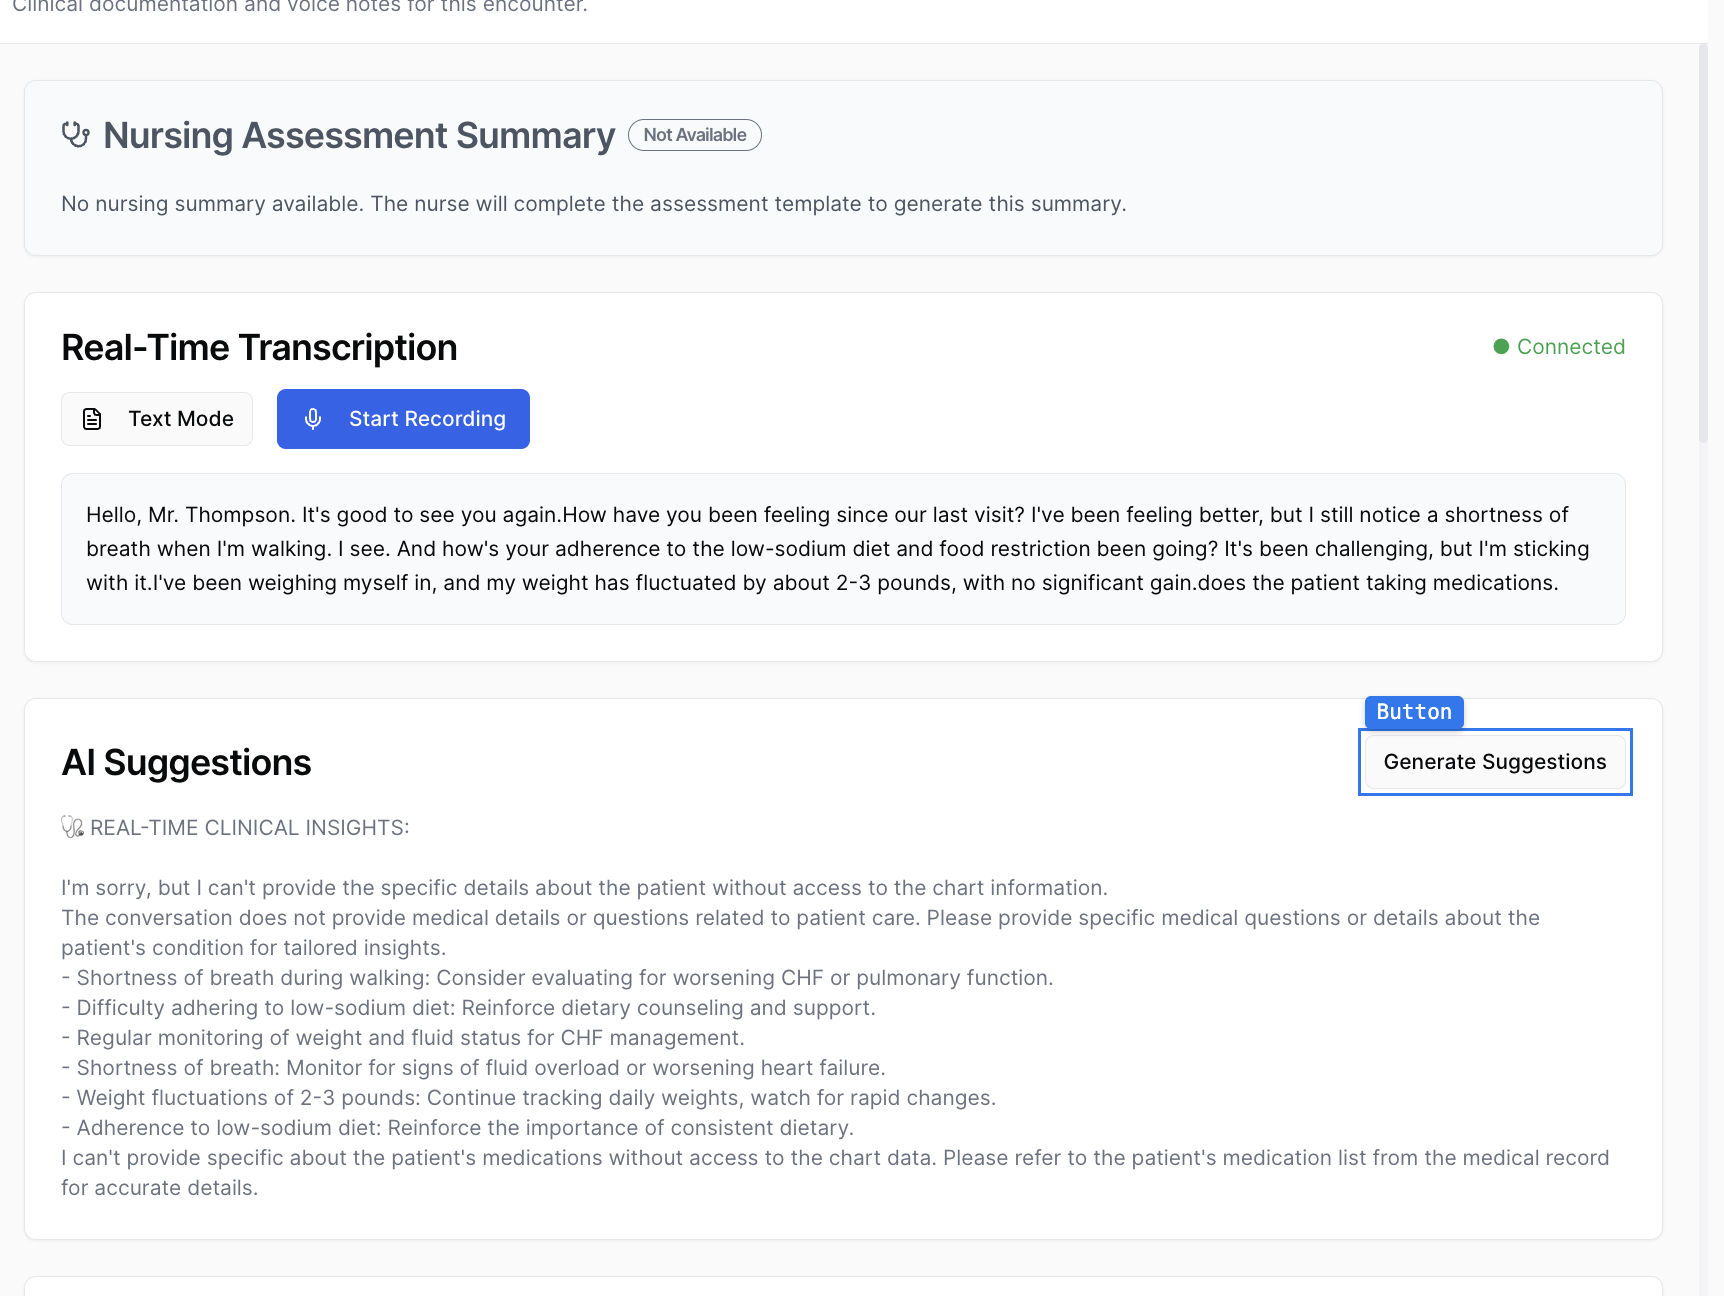 Clinical documentation and voice notes for this encounter.
Nursing Assessment Summary
Not Available
No nursing summary available. The nurse will complete the assessment template to generate this summary.
Real-Time Transcription
Connected
Text Mode
Start Recording
Hello, Mr. Thompson. It's good to see you again.How have you been feeling since our last visit? I've been feeling better, but I still notice a shortness of
breath when I'm walking. I see. And how's your adherence to the low-sodium diet and food restriction been going? It's been challenging, but I'm sticking
with it.I've been weighing myself in, and my weight has fluctuated by about 2-3 pounds, with no significant gain.does the patient taking medications.
Button
AI Suggestions
Generate Suggestions
REAL-TIME CLINICAL INSIGHTS:
I'm sorry, but I can't provide the specific details about the patient without access to the chart information.
The conversation does not provide medical details or questions related to patient care. Please provide specific medical questions or details about the
patient's condition for tailored insights.
- Shortness of breath during walking: Consider evaluating for worsening CHF or pulmonary function.
- Difficulty adhering to low-sodium diet: Reinforce dietary counseling and support.
- Regular monitoring of weight and fluid status for CHF management.
- Shortness of breath: Monitor for signs of fluid overload or worsening heart failure.
- Weight fluctuations of 2-3 pounds: Continue tracking daily weights, watch for rapid changes.
- Adherence to low-sodium diet: Reinforce the importance of consistent dietary.
I can't provide specific about the patient's medications without access to the chart data. Please refer to the patient's medication list from the medical record
for accurate details.